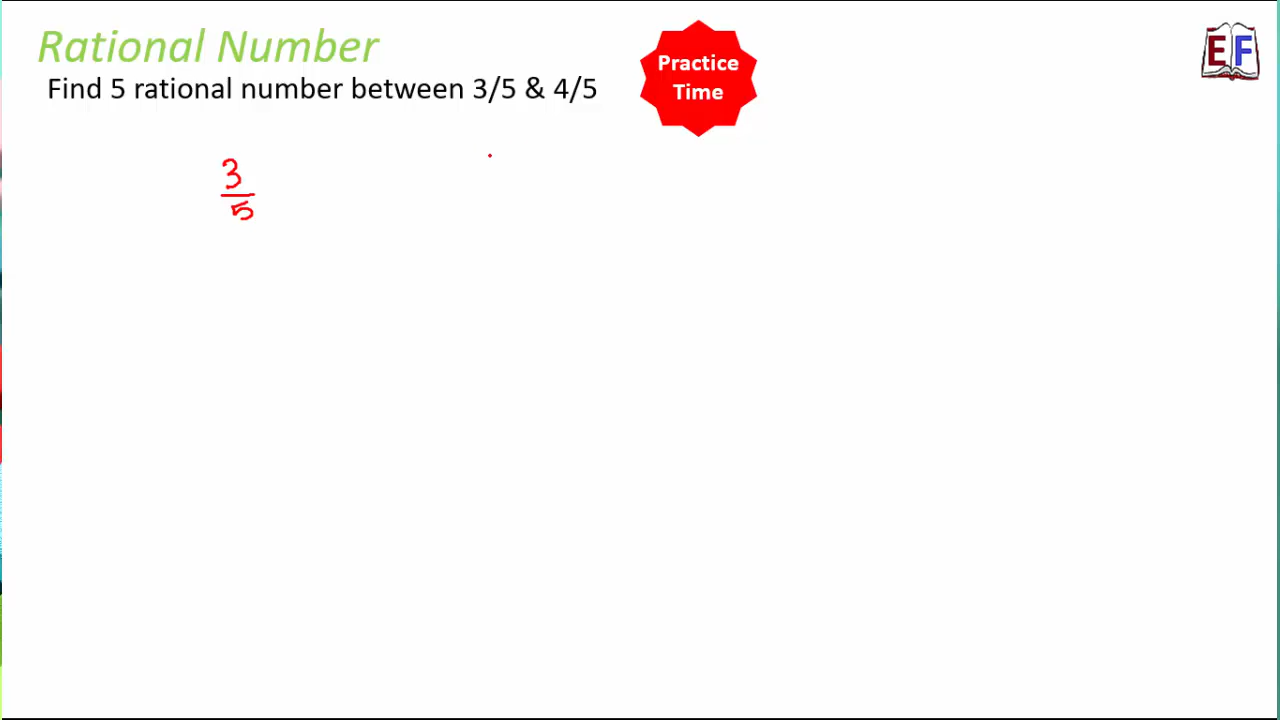 Rational Number
Find 5 rational number between 3/5 & 4/5
Practice
Time
EF
3
5